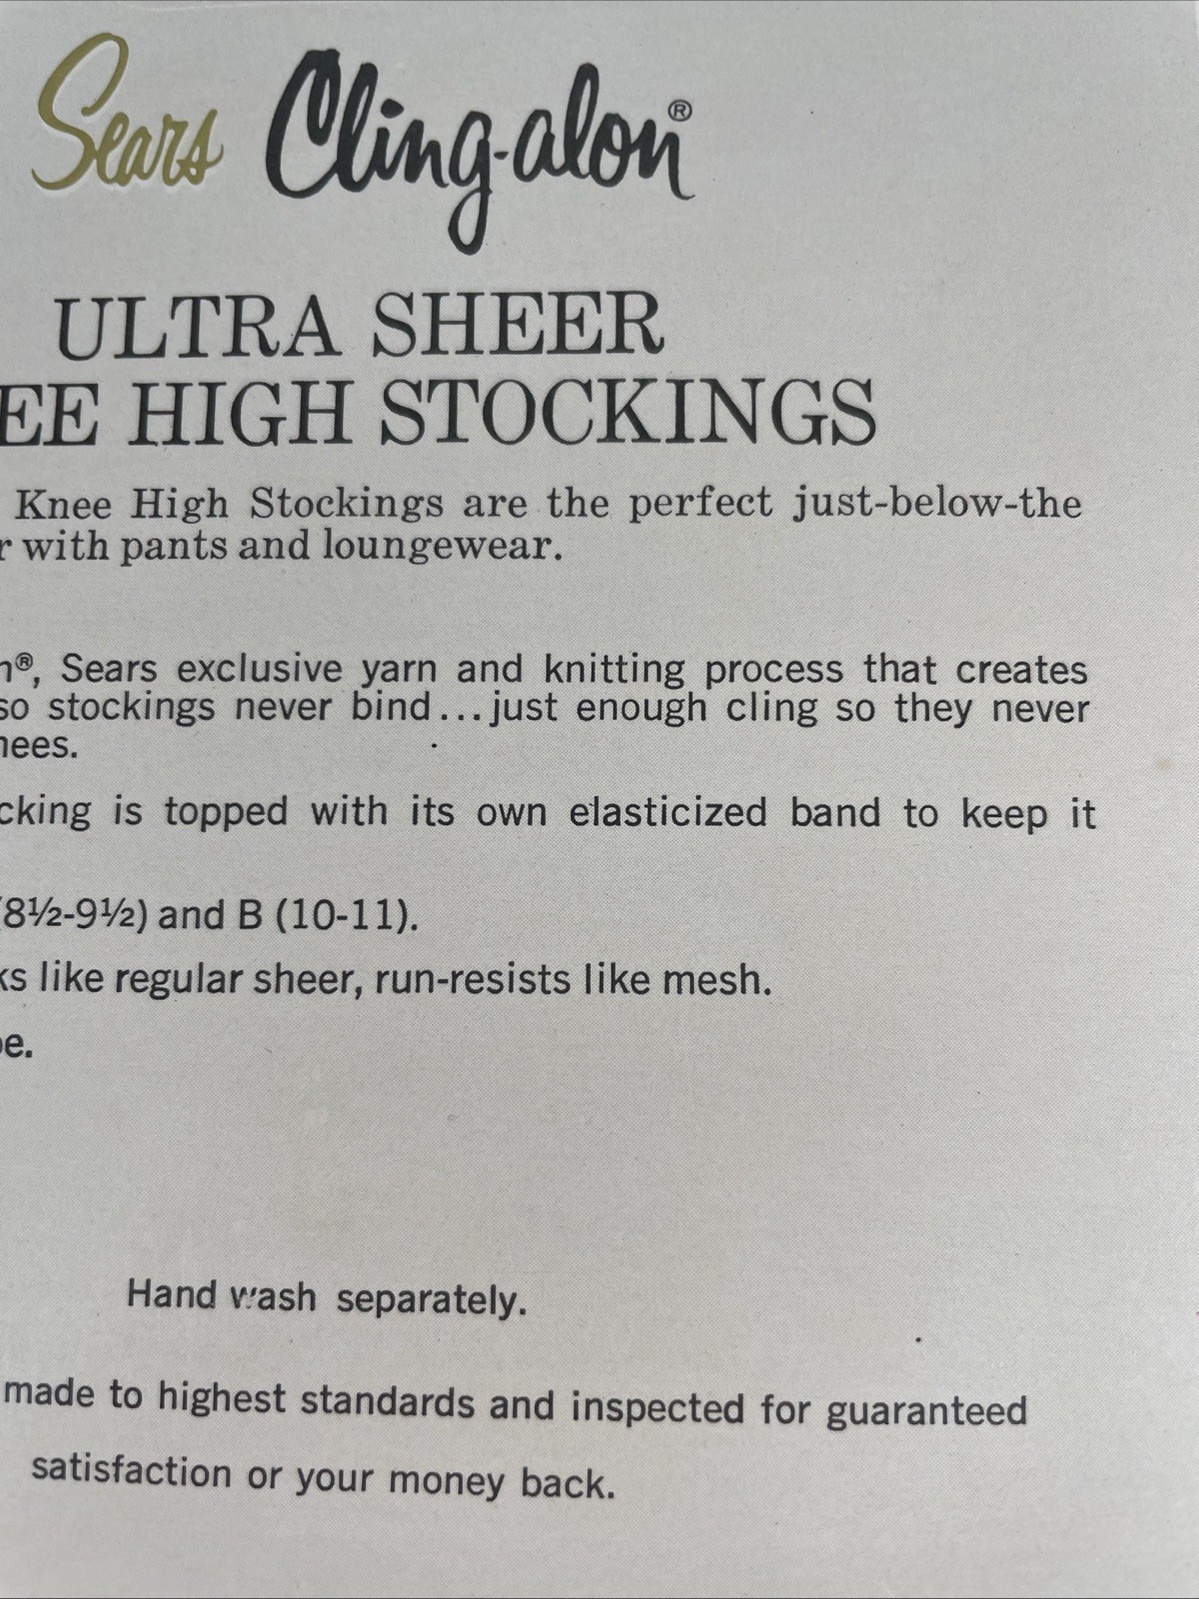 Sears Cling-alon®
ULTRA SHEER
HIGH STOCKINGS
Knee High Stockings are the perfect just-below-the
with pants and loungewear.
Sears exclusive yarn and knitting process that creates
so stockings never bind...just enough cling so they never
is topped with its own elasticized band to keep it
(8½-9½) and B (10-11).
like regular sheer, run-resists like mesh.
Hand wash separately.
made to highest standards and inspected for guaranteed
satisfaction or your money back.